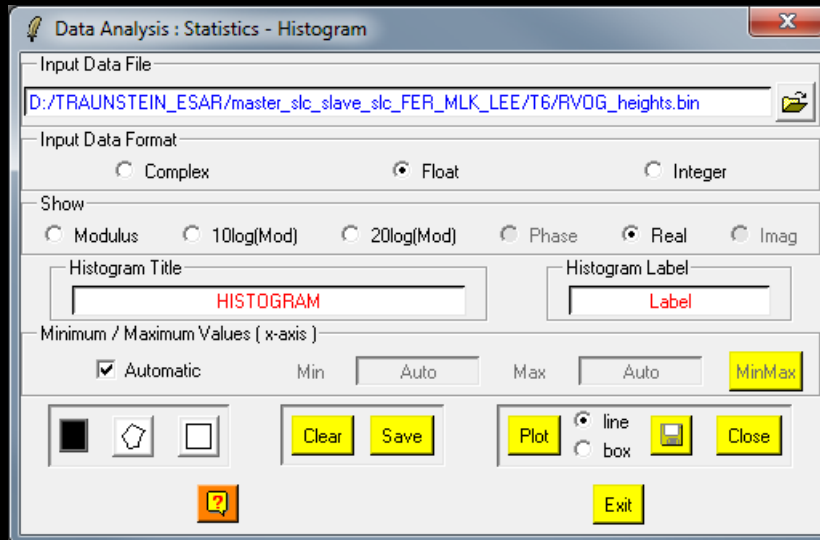 Data Analysis : Statistics - Histogram
X
Input Data File
D:/TRAUNSTEIN_ESAR/master_slc_slave_slc_FER_MLK_LEE/T6/RVOG_heights.bin
Input Data Format
Complex Float Integer
Show
Modulus 10log(Mod) 20log(Mod) Phase Real Imag
Histogram Title Histogram Label
HISTOGRAM Label
Minimum / Maximum Values ( x-axis )
Automatic Min Auto Max Auto MinMax
Clear Save Plot line Close
box
? Exit